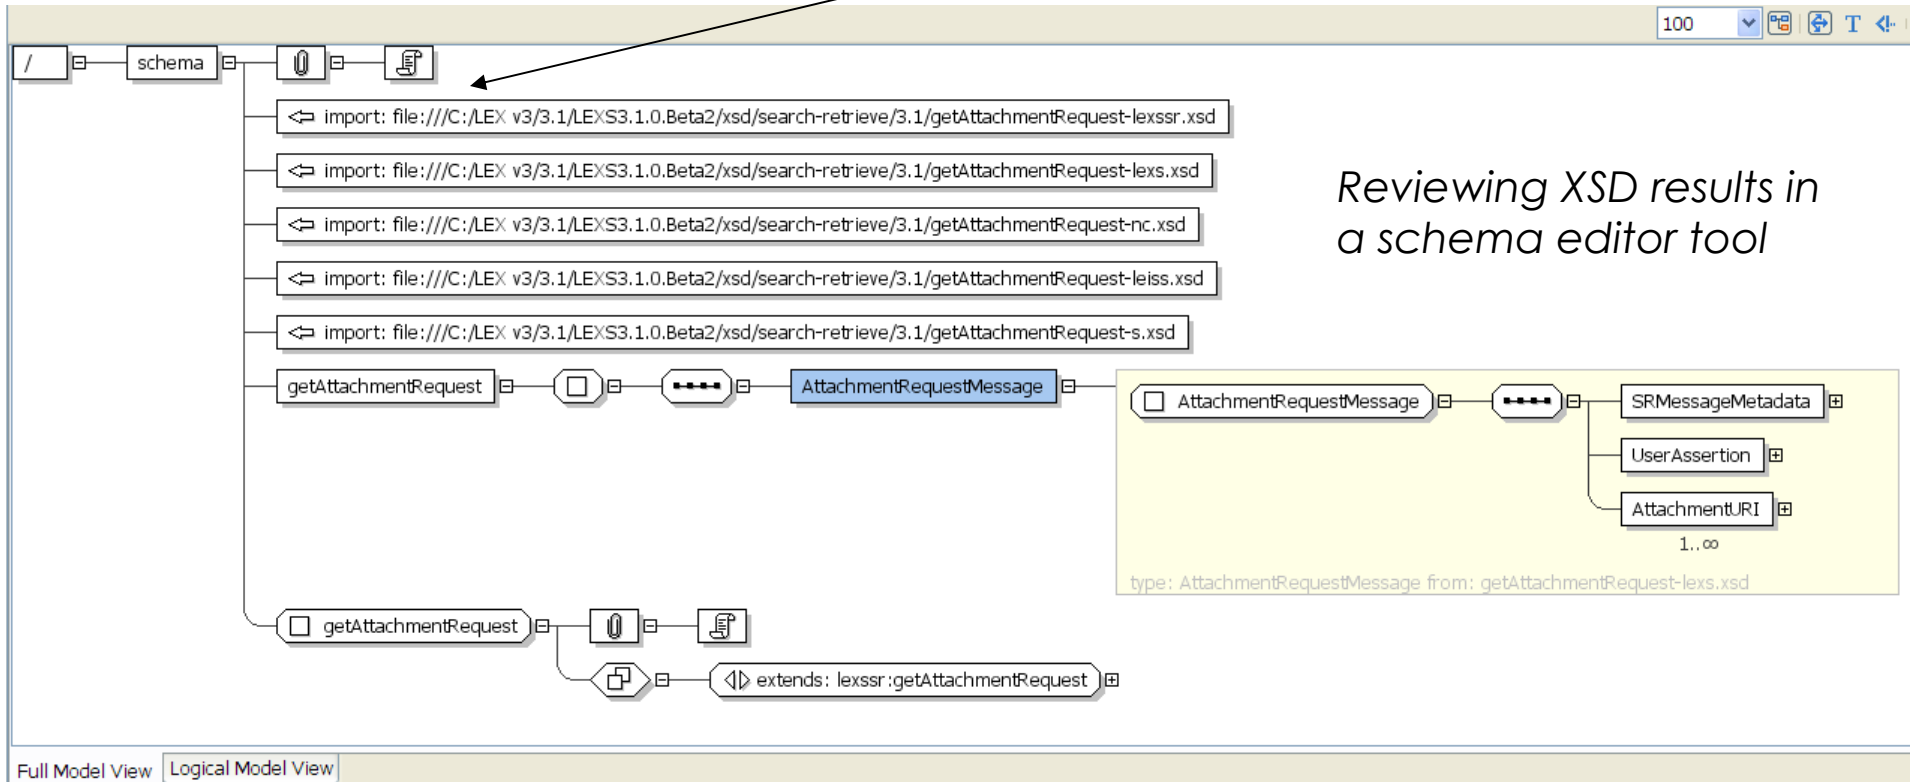 100
T
/ schema
import: file:///C:/LEX v3/3.1/LEXS3.1.0.Beta2/xsd/search-retrieve/3.1/getAttachmentRequest-lexssr.xsd
import: file:///C:/LEX v3/3.1/LEXS3.1.0.Beta2/xsd/search-retrieve/3.1/getAttachmentRequest-lexs.xsd
import: file:///C:/LEX v3/3.1/LEXS3.1.0.Beta2/xsd/search-retrieve/3.1/getAttachmentRequest-nc.xsd
import: file:///C:/LEX v3/3.1/LEXS3.1.0.Beta2/xsd/search-retrieve/3.1/getAttachmentRequest-leiss.xsd
import: file:///C:/LEX v3/3.1/LEXS3.1.0.Beta2/xsd/search-retrieve/3.1/getAttachmentRequest-s.xsd
Reviewing XSD results in
a schema editor tool
getAttachmentRequest AttachmentRequestMessage AttachmentRequestMessage SRMessageMetadata
UserAssertion
AttachmentURI
1..∞
type: AttachmentRequestMessage from: getAttachmentRequest-lexs.xsd
getAttachmentRequest
extends: lexssr:getAttachmentRequest
Full Model View Logical Model View